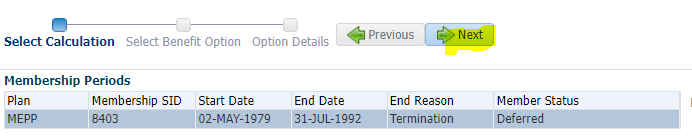 Select Calculation Select Benefit Option Option Details Previous Next
Membership Periods
Plan Membership SID Start Date End Date End Reason Member Status
MEPP 8403 02-MAY-1979 31-JUL-1992 Termination Deferred